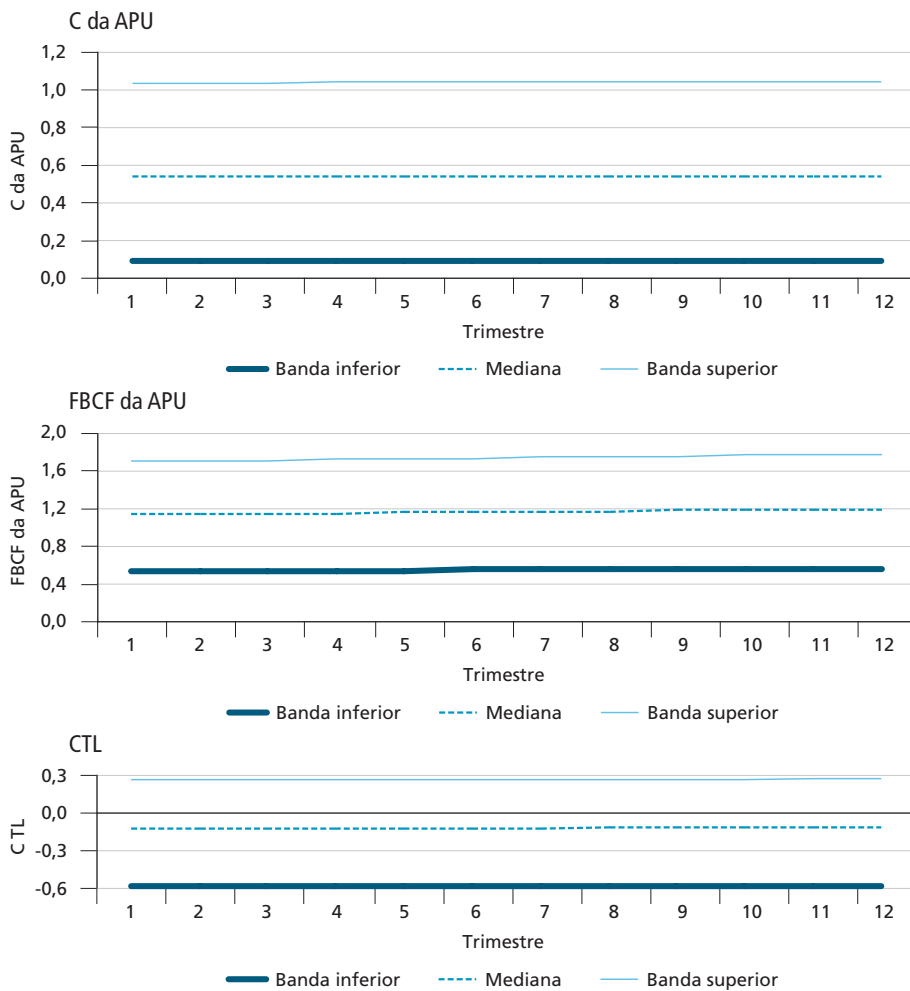 C da APU
1,2
1,0
0,8
0,6
0,4
0,2
0,0
C da APU
1 2 3 4 5 6 7 8 9 10 11 12
Trimestre
Banda inferior Mediana Banda superior
FBCF da APU
2,0
1,6
1,2
0,8
0,4
0,0
FBCF da APU
1 2 3 4 5 6 7 8 9 10 11 12
Trimestre
Banda inferior Mediana Banda superior
CTL
0,3
0,0
-0,3
-0,6
C TL
1 2 3 4 5 6 7 8 9 10 11 12
Trimestre
Banda inferior Mediana Banda superior